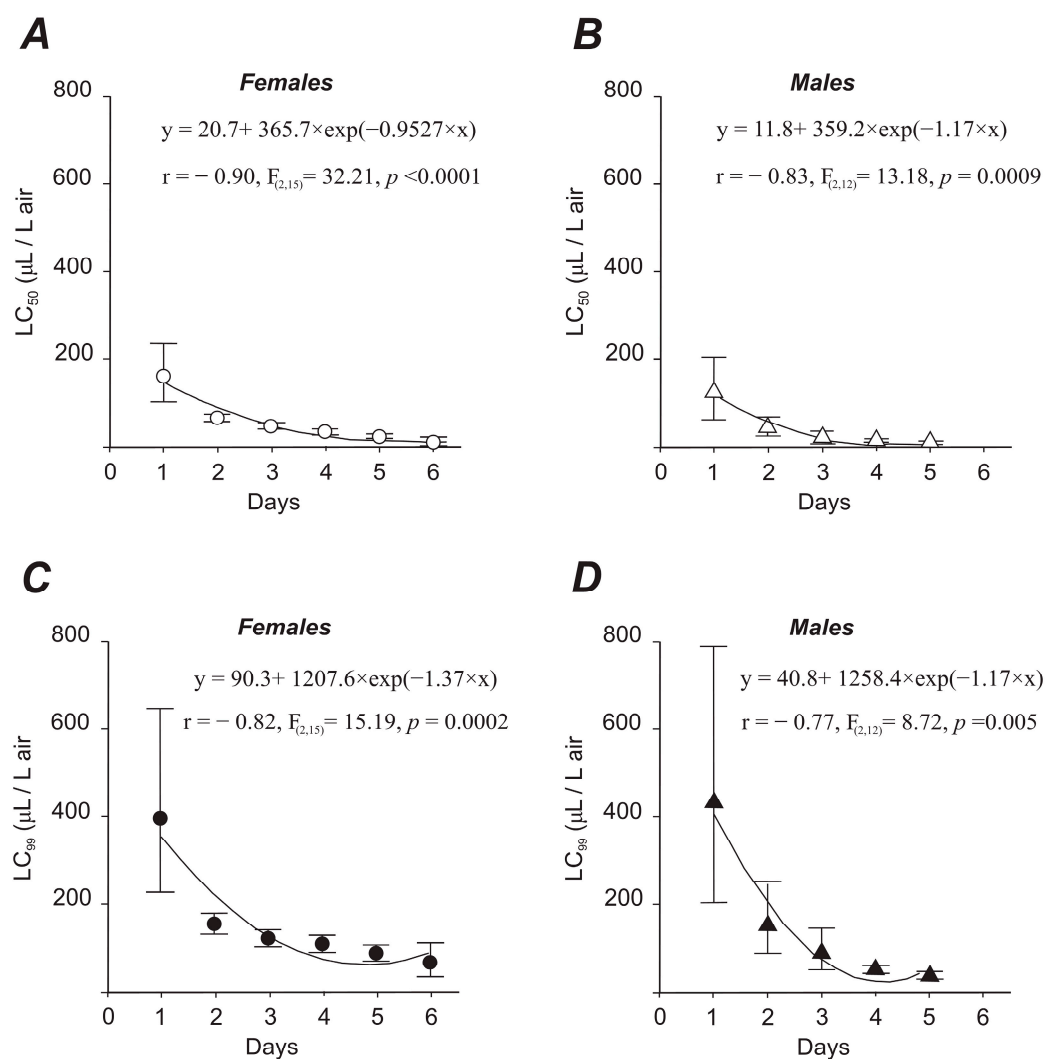 A
Females
y = 20.7+ 365.7×exp(−0.9527×x)
r = − 0.90, F(2,15)= 32.21, p <0.0001
800
600
400
200
LC50 (μL / L air
0 1 2 3 4 5 6
Days
B
Males
y = 11.8+ 359.2×exp(−1.17×x)
r = − 0.83, F(2,12)= 13.18, p = 0.0009
800
600
400
200
LC50 (μL / L air
0 1 2 3 4 5 6
Days
C
Females
y = 90.3+ 1207.6×exp(−1.37×x)
r = − 0.82, F(2,15)= 15.19, p = 0.0002
800
600
400
200
LC99 (μL / L air
0 1 2 3 4 5 6
Days
D
Males
y = 40.8+ 1258.4×exp(−1.17×x)
r = − 0.77, F(2,12)= 8.72, p =0.005
800
600
400
200
LC99 (μL / L air
0 1 2 3 4 5 6
Days